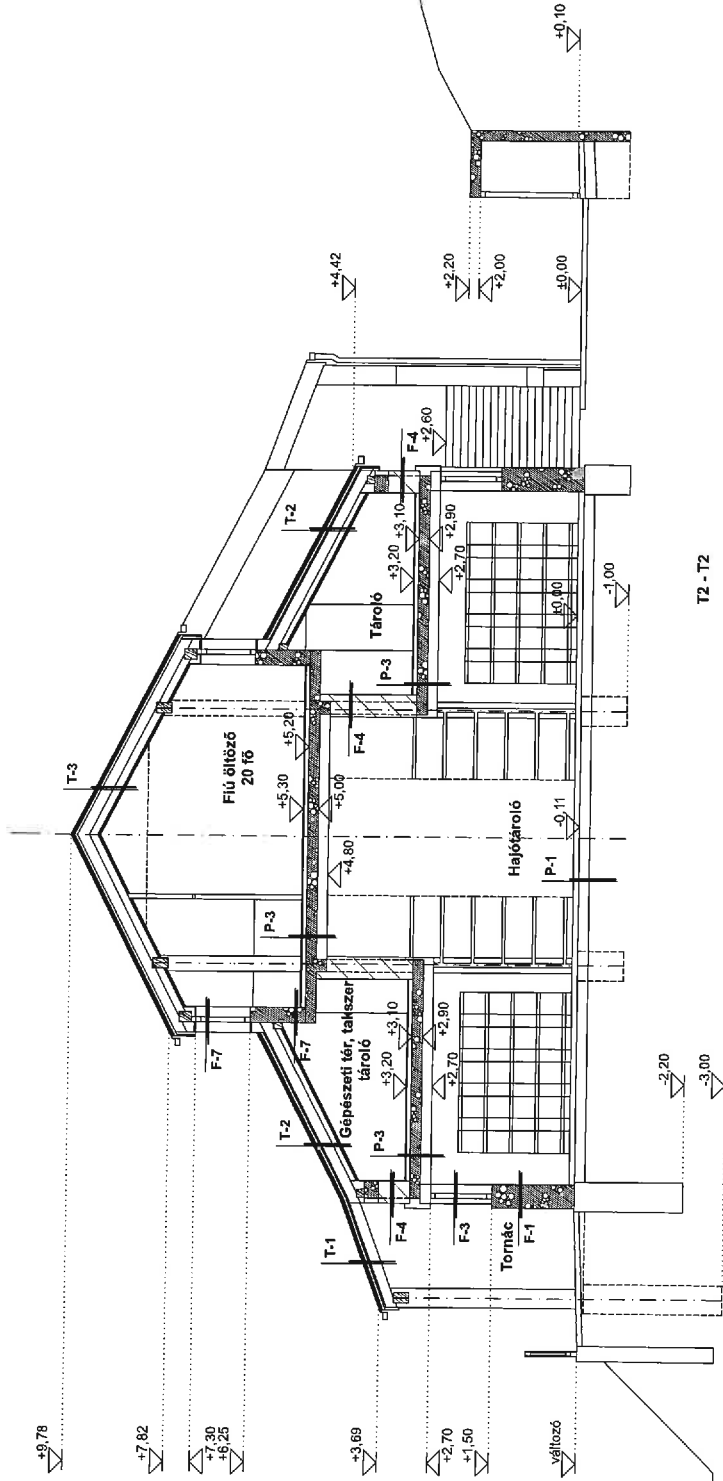 +9,78
+7,82
+7,30
+6,25
+3,69
+2,70
+1,50
változó
T-3
F-7
T-2
T-1
F-7
P-3
Fiú öltöző
20 fő
+5,20
+5,30
+5,00
+4,80
T-2
Gépészeti tér, takszer
tároló
+3,10
+3,20
+2,90
+2,70
P-3
F-4
F-3
Tornác
F-1
F-4
Tároló
P-3
+3,10
+3,20
+2,90
+2,70
F-4
+2,60
+4,42
+2,20
+2,00
±0,00
+0,10
Hajótároló
-0,11
P-1
±0,00
-1,00
-2,20
-3,00
T2 - T2